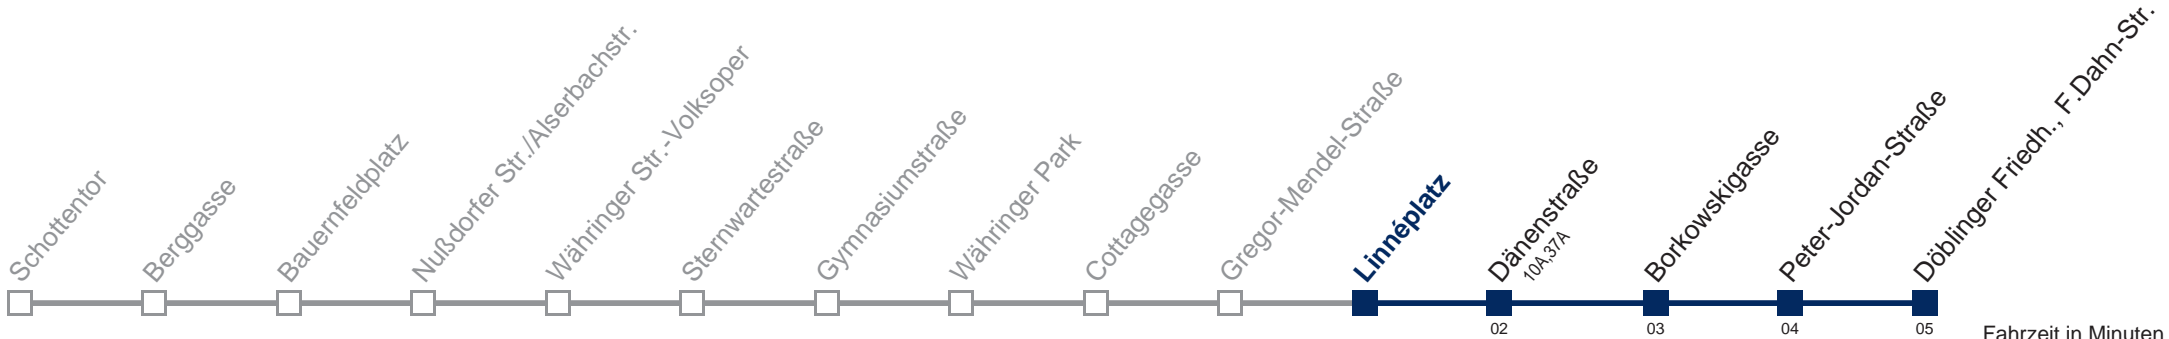 Schottentor
Berggasse
Bauernfeldplatz
Nußdorfer Str./Alserbachstr.
Währinger Str.-Volksoper
Sternwartestraße
Gymnasiumstraße
Währinger Park
Cottagegasse
Gregor-Mendel-Straße
Linnéplatz
Dänenstraße
10A,37A
Borkowskigasse
Peter-Jordan-Straße
Döblinger Friedh., F.Dahn-Str.
02
03
04
05
Fahrzeit in Minuten